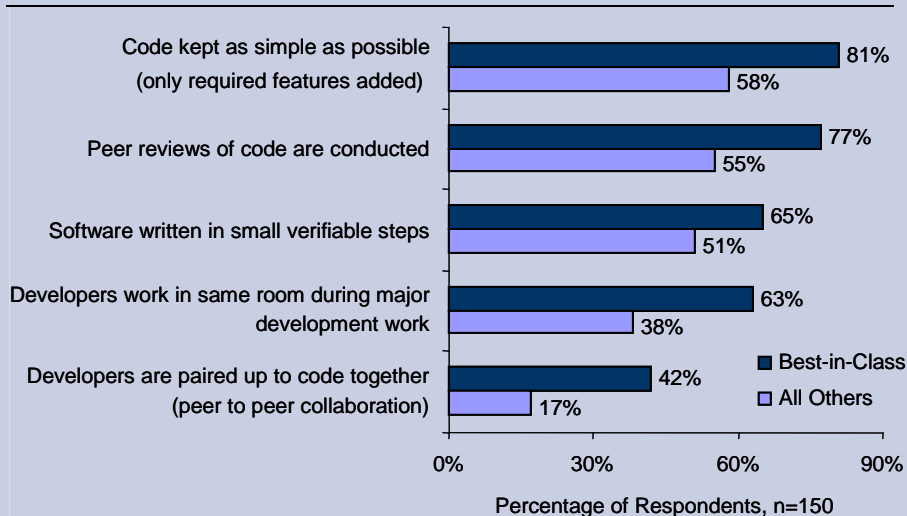 Code kept as simple as possible
(only required features added)
81%
58%
Peer reviews of code are conducted
77%
55%
Software written in small verifiable steps
65%
51%
Developers work in same room during major
development work
63%
38%
Developers are paired up to code together
(peer to peer collaboration)
42%
17%
Best-in-Class
All Others
0%
30%
60%
90%
Percentage of Respondents, n=150